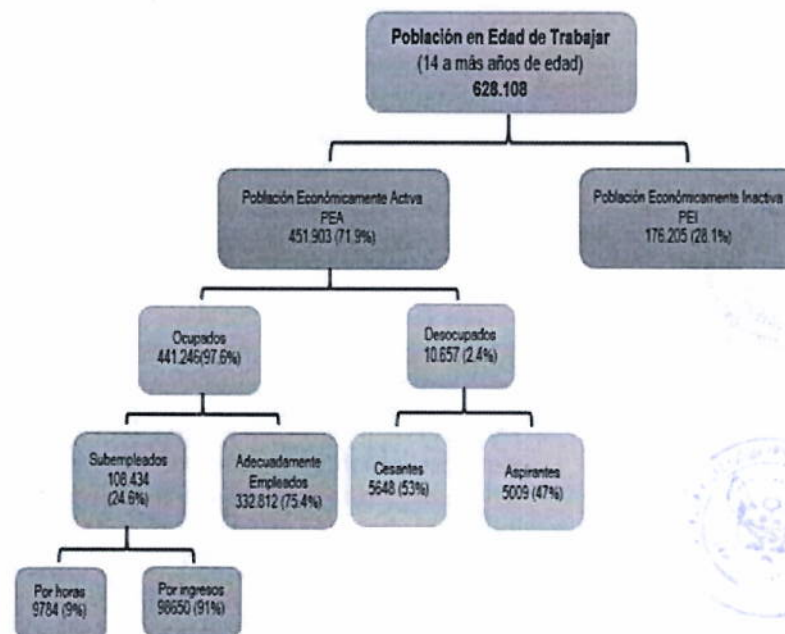 Población en Edad de Trabajar
(14 a más años de edad)
628.108
Población Económicamente Activa
PEA
451.903 (71.9%)
Población Económicamente Inactiva
PEI
176.205 (28.1%)
Ocupados
441.246(97.6%)
Desocupados
10.657 (2.4%)
Subempleados
108.434
(24.6%)
Adecuadamente
Empleados
332.812 (75.4%)
Cesantes
5648 (53%)
Aspirantes
5009 (47%)
Por horas
9784 (9%)
Por ingresos
98650 (91%)